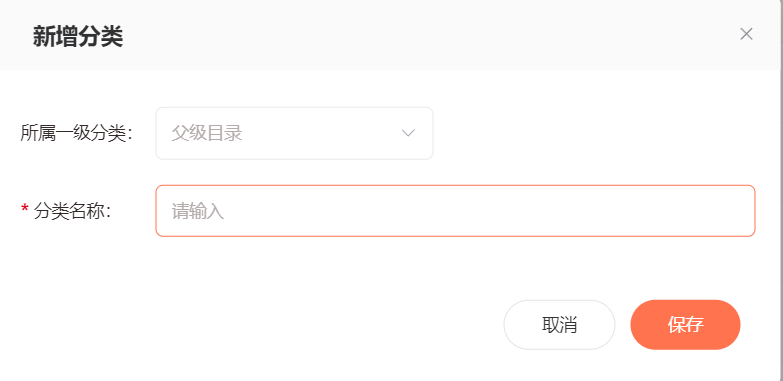 新增分类
所属一级分类：
父级目录
* 分类名称：
请输入
取消
保存